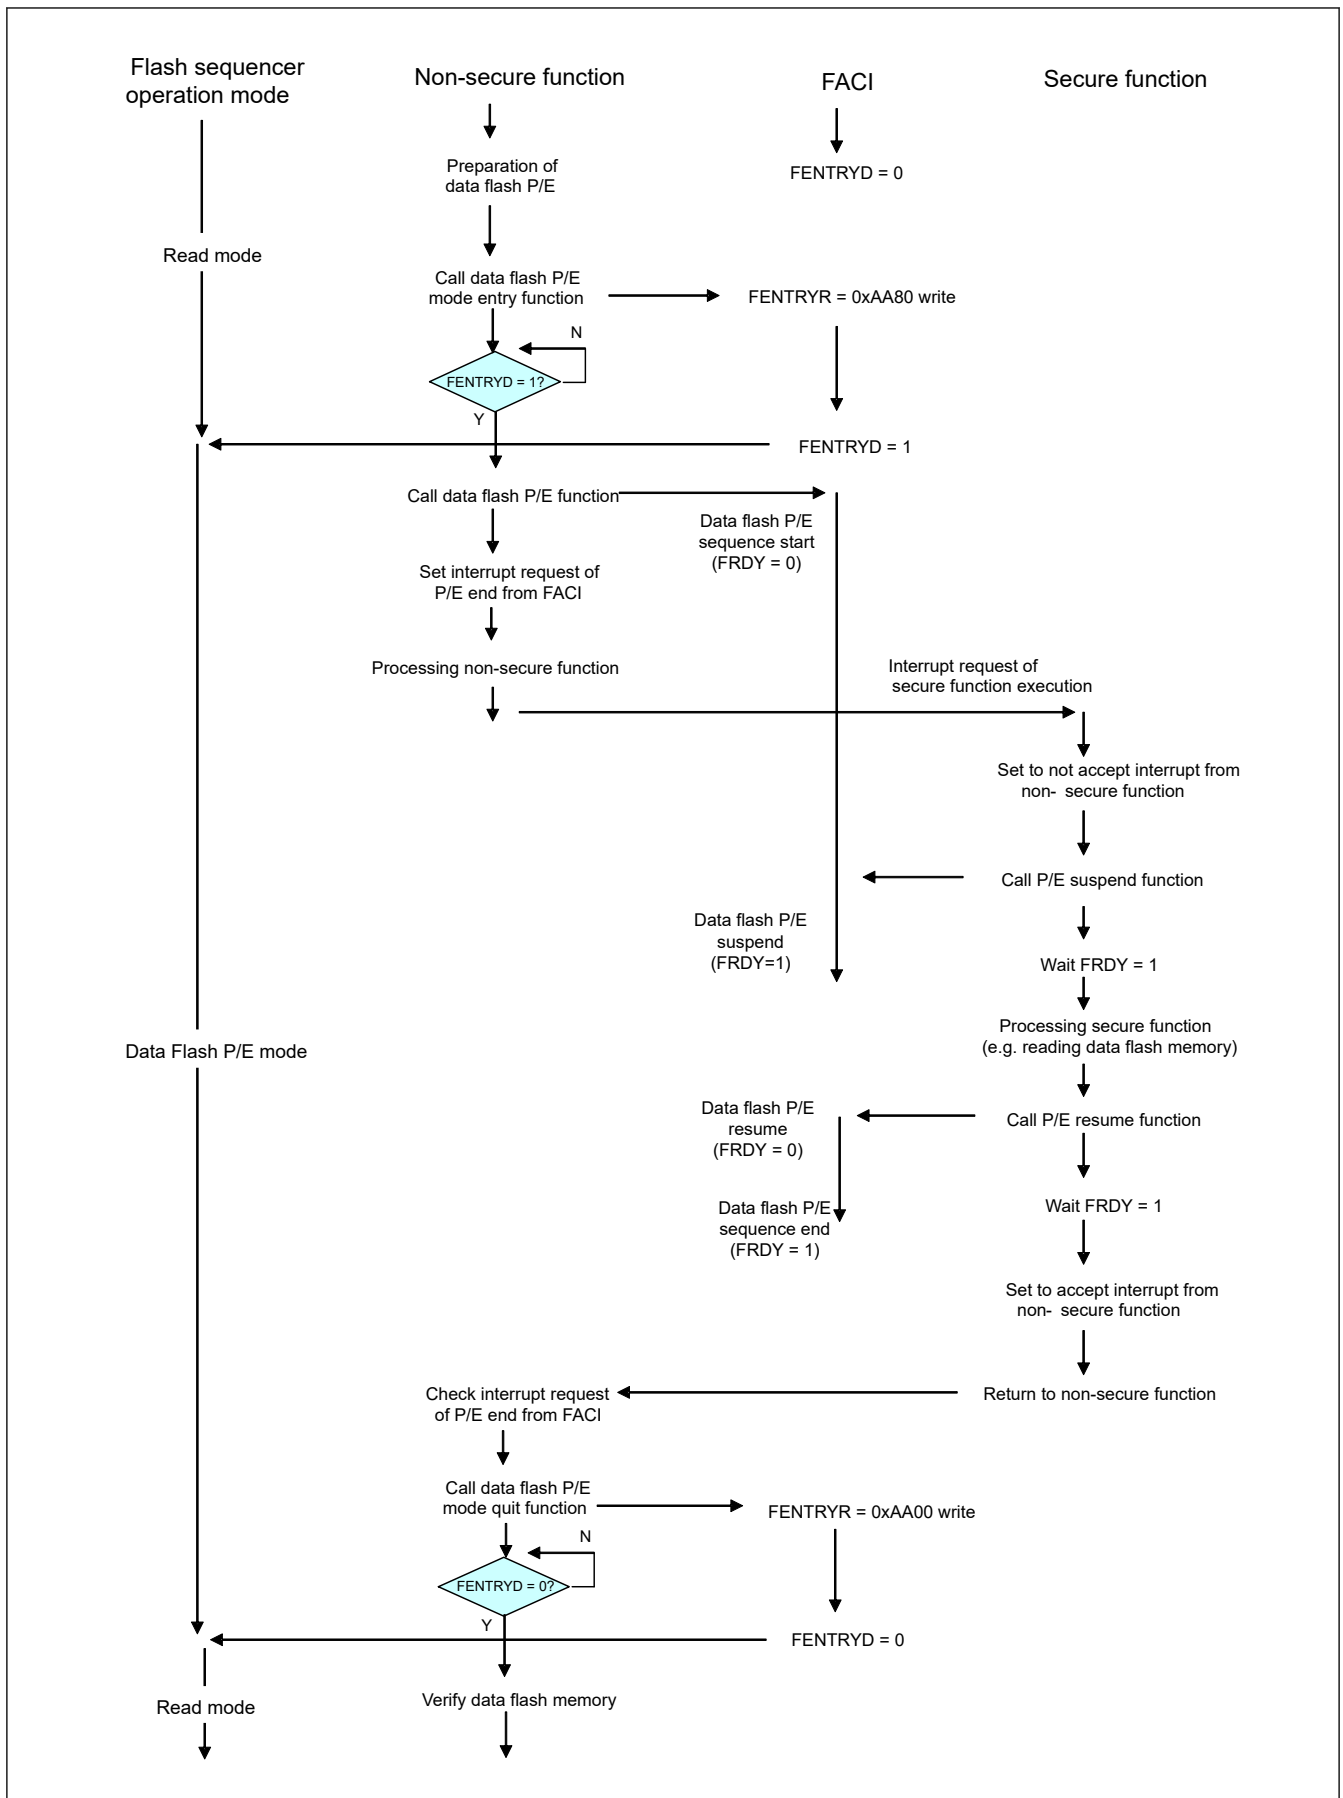 Flash sequencer
operation mode
Non-secure function
FACI
Secure function
Preparation of
data flash P/E
FENTRYD = 0
Read mode
Call data flash P/E
mode entry function
FENTRYR = 0xAA80 write
N
FENTRYD = 1?
Y
FENTRYD = 1
Call data flash P/E function
Data flash P/E
sequence start
(FRDY = 0)
Set interrupt request of
P/E end from FACI
Processing non-secure function
Interrupt request of
secure function execution
Set to not accept interrupt from
non- secure function
Call P/E suspend function
Data flash P/E
suspend
(FRDY=1)
Wait FRDY = 1
Processing secure function
(e.g. reading data flash memory)
Data Flash P/E mode
Data flash P/E
resume
(FRDY = 0)
Call P/E resume function
Data flash P/E
sequence end
(FRDY = 1)
Wait FRDY = 1
Set to accept interrupt from
non- secure function
Return to non-secure function
Check interrupt request
of P/E end from FACI
Call data flash P/E
mode quit function
FENTRYR = 0xAA00 write
N
FENTRYD = 0?
Y
FENTRYD = 0
Read mode
Verify data flash memory